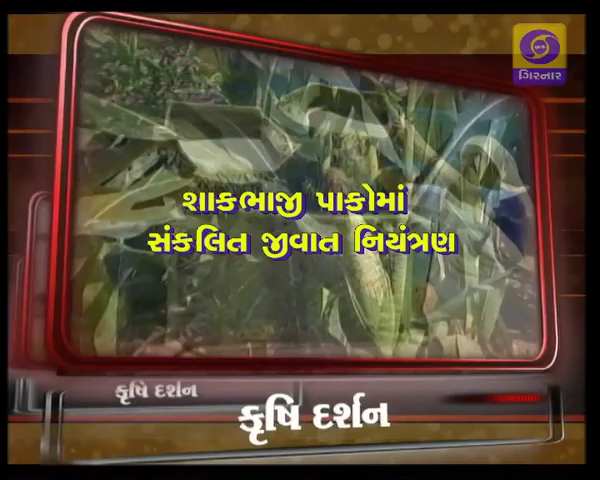 ગિરનાર
શાકભાજી પાકોમાં
સંકલિત જીવાત નિયંત્રણ
કૃષિ દર્શન
કૃષિ દર્શન